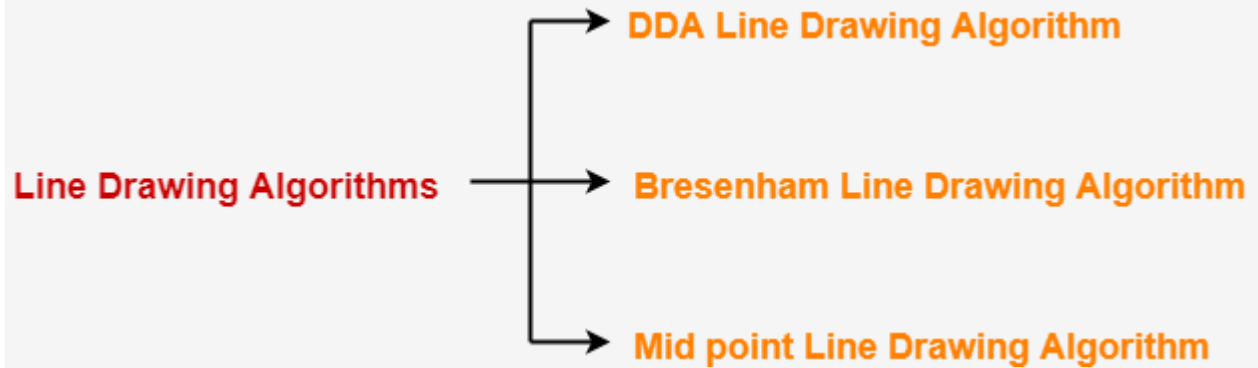 DDA Line Drawing Algorithm
Line Drawing Algorithms
Bresenham Line Drawing Algorithm
Mid point Line Drawing Algorithm